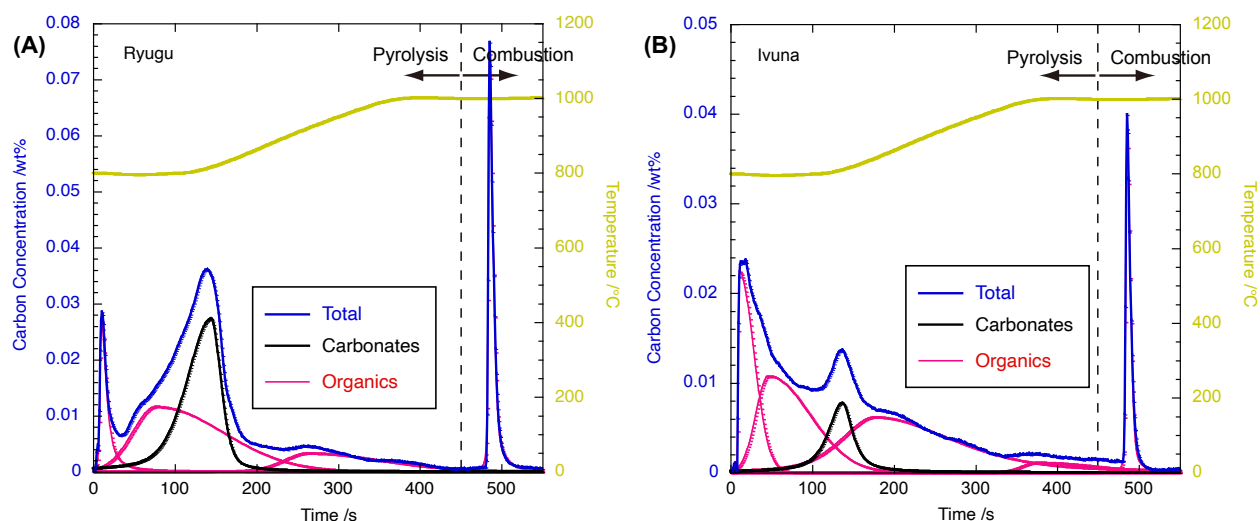 (A)
Ryugu
Pyrolysis
Combustion
Carbon Concentration /wt%
0.08
0.07
0.06
0.05
0.04
0.03
0.02
0.01
0
Total
Carbonates
Organics
1200
1000
800
600
400
200
0
Temperature /°C
0
100
200
300
400
500
Time /s
(B)
Ivuna
Pyrolysis
Combustion
Carbon Concentration /wt%
0.05
0.04
0.03
0.02
0.01
0
Total
Carbonates
Organics
1200
1000
800
600
400
200
0
Temperature /°C
0
100
200
300
400
500
Time /s